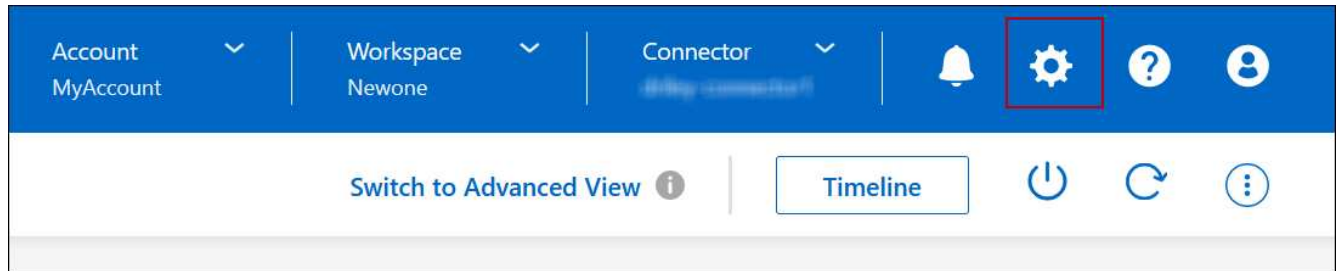 Account
MyAccount
Workspace
Newone
Connector
Switch to Advanced View
Timeline